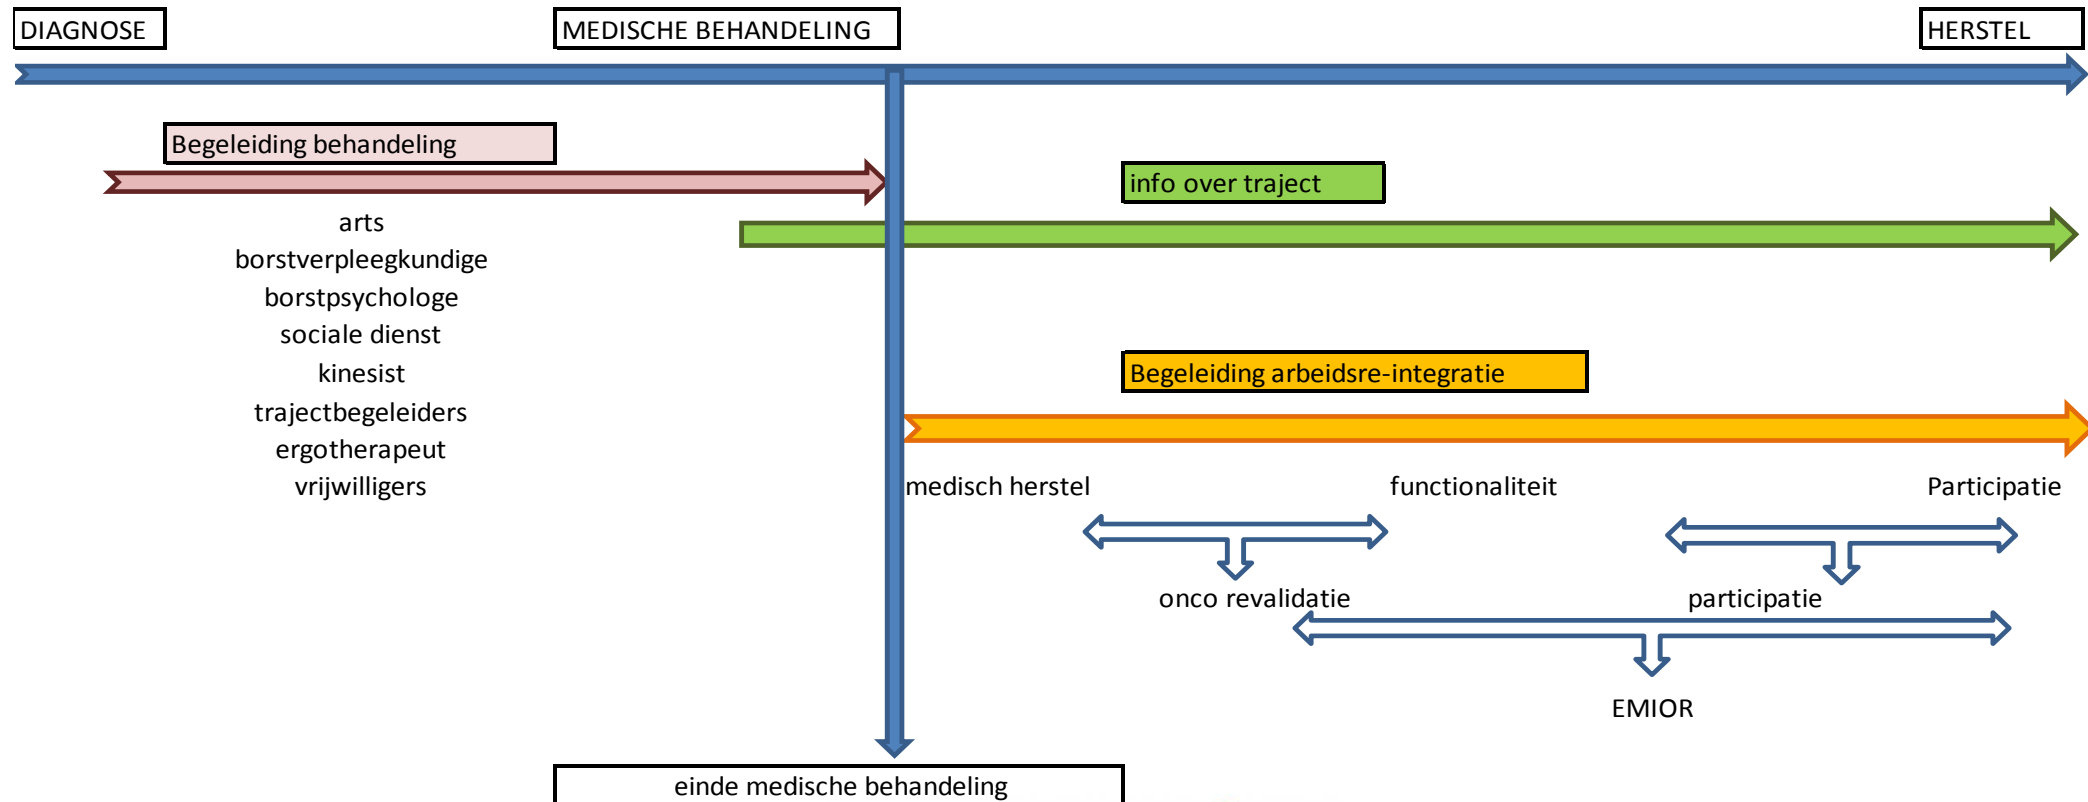 DIAGNOSE
MEDISCHE BEHANDELING
HERSTEL
Begeleiding behandeling
info over traject
arts
borstverpleegkundige
borstpsychologe
sociale dienst
kinesist
Begeleiding arbeidsre-integratie
trajectbegeleiders
ergotherapeut
vrijwilligers
medisch herstel
functionaliteit
Participatie
onco revalidatie
participatie
EMIOR
einde medische behandeling